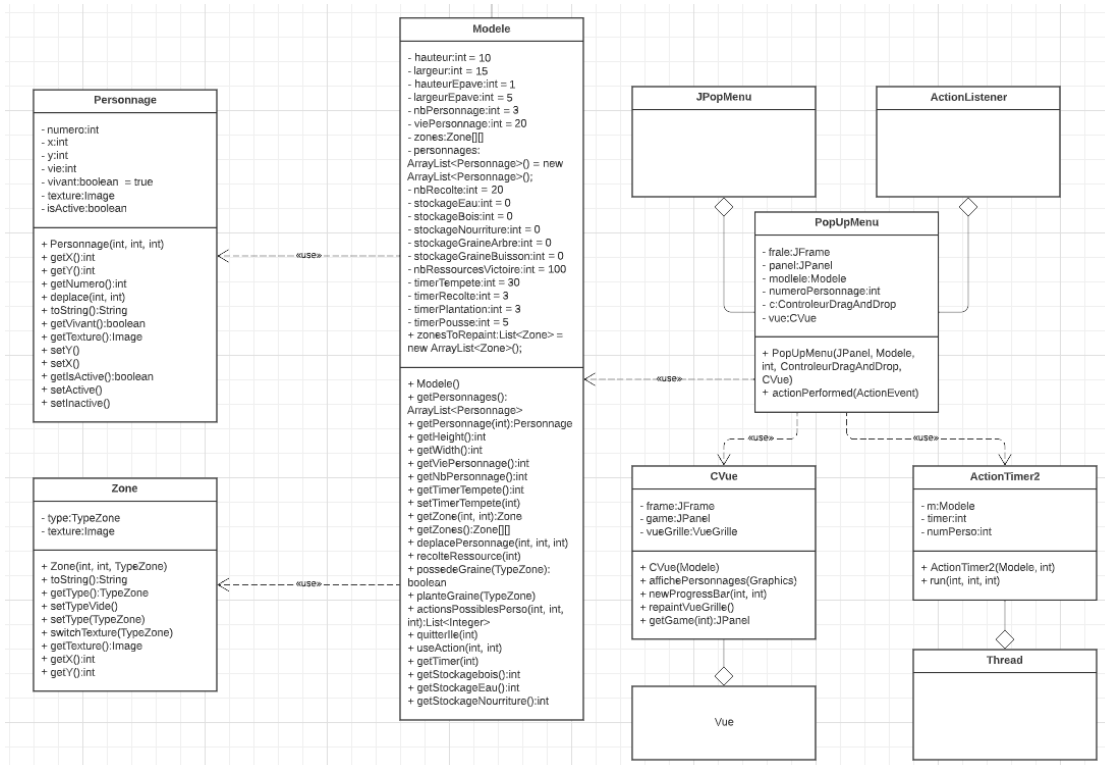 Personnage
- numero:int
- x:int
- y:int
- vie:int
- vivant:boolean = true
- texture:Image
- isActive:boolean
+ Personnage(int, int, int)
+ getX():int
+ getY():int
+ getNumero():int
+ deplace(int, int)
+ toString():String
+ getVivant():boolean
+ getTexture():Image
+ setY()
+ setX()
+ getIsActive():boolean
+ setActive()
+ setInactive()
Zone
- type:TypeZone
- texture:Image
+ Zone(int, int, TypeZone)
+ toString():String
+ getType():TypeZone
+ setTypeVide()
+ setType(TypeZone)
+ switchTexture(TypeZone)
+ getTexture():Image
+ getX():int
+ getY():int
«use»
«use»
Modele
- hauteur:int = 10
- largeur:int = 15
- hauteurEpave:int = 1
- largeurEpave:int = 5
- nbPersonnage:int = 3
- viePersonnage:int = 20
- zones:Zone[][]
- personnages:
ArrayList<Personnage>() = new
ArrayList<Personnage>();
- nbRecolte:int = 20
- stockageEau:int = 0
- stockageBois:int = 0
- stockageNourriture:int = 0
- stockageGraineArbre:int = 0
- stockageGraineBuisson:int = 0
- nbRessourcesVictoire:int = 100
- timerTempete:int = 30
- timerRecolte:int = 3
- timerPlantation:int = 3
- timerPousse:int = 5
+ zonesToRepaint:List<Zone> =
new ArrayList<Zone>();
+ Modele()
+ getPersonnages():
ArrayList<Personnage>
+ getPersonnage(int):Personnage
+ getHeight():int
+ getWidth():int
+ getViePersonnage():int
+ getNbPersonnage():int
+ getTimerTempete():int
+ setTimerTempete(int)
+ getZone(int, int):Zone
+ getZones():Zone[][]
+ deplacePersonnage(int, int, int)
+ recolteRessource(int)
+ possedeGraine(TypeZone):
boolean
+ planteGraine(TypeZone)
+ actionsPossiblesPerso(int, int,
int):List<Integer>
+ quitterIle(int)
+ useAction(int, int)
+ getTimer(int)
+ getStockagebois():int
+ getStockageEau():int
+ getStockageNourriture():int
«use»
JPopMenu
ActionListener
PopUpMenu
- frale:JFrame
- panel:JPanel
- modlele:Modele
- numeroPersonnage:int
- c:ControleurDragAndDrop
- vue:CVue
+ PopUpMenu(JPanel, Modele,
int, ControleurDragAndDrop,
CVue)
+ actionPerformed(ActionEvent)
«use»
«use»
CVue
- frame:JFrame
- game:JPanel
- vueGrille:VueGrille
+ CVue(Modele)
+ affichePersonnages(Graphics)
+ newProgressBar(int, int)
+ repaintVueGrille()
+ getGame(int):JPanel
Vue
ActionTimer2
- m:Modele
- timer:int
- numPerso:int
+ ActionTimer2(Modele, int)
+ run(int, int, int)
Thread